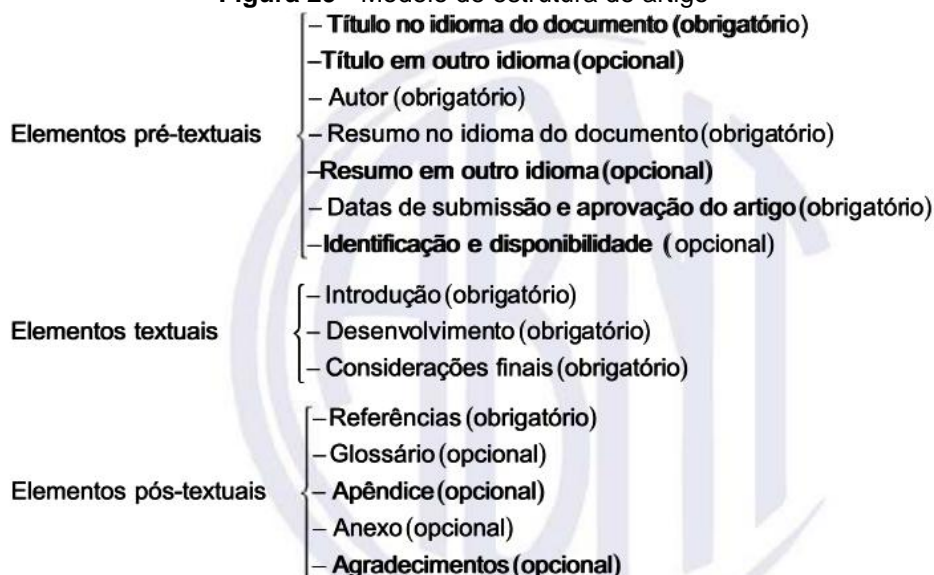 Figura 23 – Modelo de estrutura de artigo
– Título no idioma do documento (obrigatório)
– Título em outro idioma (opcional)
– Autor (obrigatório)
Elementos pré-textuais – Resumo no idioma do documento (obrigatório)
– Resumo em outro idioma (opcional)
– Datas de submissão e aprovação do artigo (obrigatório)
– Identificação e disponibilidade (opcional)
– Introdução (obrigatório)
Elementos textuais – Desenvolvimento (obrigatório)
– Considerações finais (obrigatório)
– Referências (obrigatório)
– Glossário (opcional)
Elementos pós-textuais – Apêndice (opcional)
– Anexo (opcional)
– Agradecimentos (opcional)
ABNT